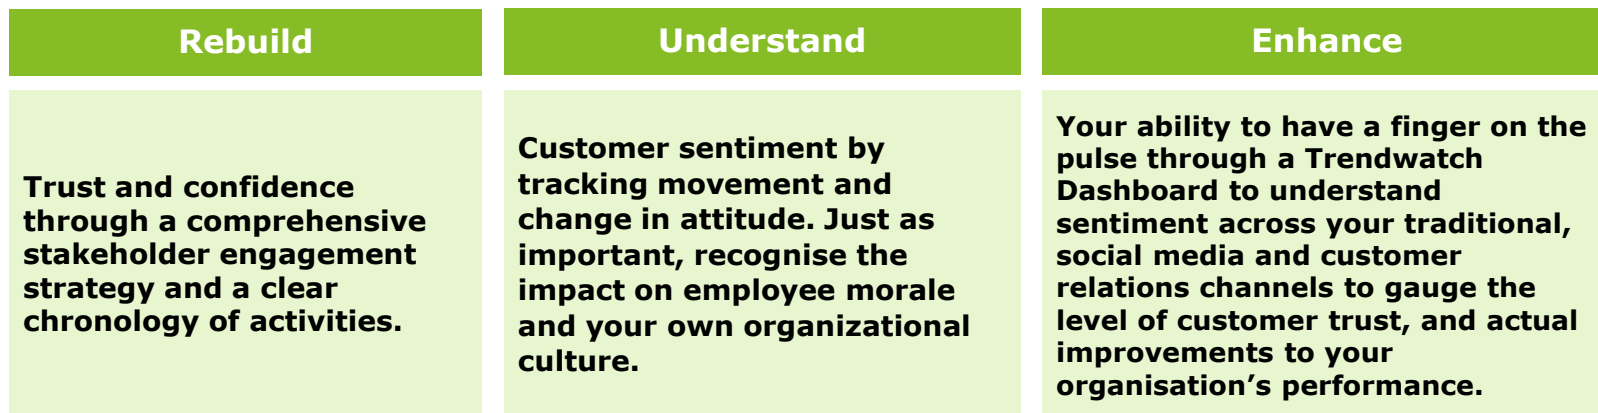 Rebuild
Trust and confidence
through a comprehensive
stakeholder engagement
strategy and a clear
chronology of activities.
Understand
Customer sentiment by
tracking movement and
change in attitude. Just as
important, recognise the
impact on employee morale
and your own organizational
culture.
Enhance
Your ability to have a finger on the
pulse through a Trendwatch
Dashboard to understand
sentiment across your traditional,
social media and customer
relations channels to gauge the
level of customer trust, and actual
improvements to your
organisation’s performance.